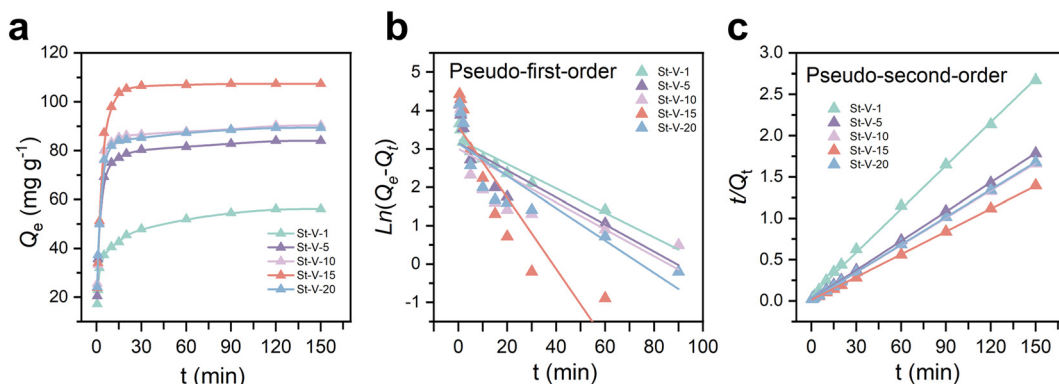 a
120
100
80
60
40
20
Qₑ (mg g⁻¹)
St-V-1
St-V-5
St-V-10
St-V-15
St-V-20
0 30 60 90 120 150
t (min)
b
Pseudo-first-order
5
4
3
2
1
0
-1
Ln(Qₑ-Qₜ)
St-V-1
St-V-5
St-V-10
St-V-15
St-V-20
0 20 40 60 80 100
t (min)
c
Pseudo-second-order
3.0
2.5
2.0
1.5
1.0
0.5
0.0
t/Qₜ
St-V-1
St-V-5
St-V-10
St-V-15
St-V-20
0 30 60 90 120 150
t (min)